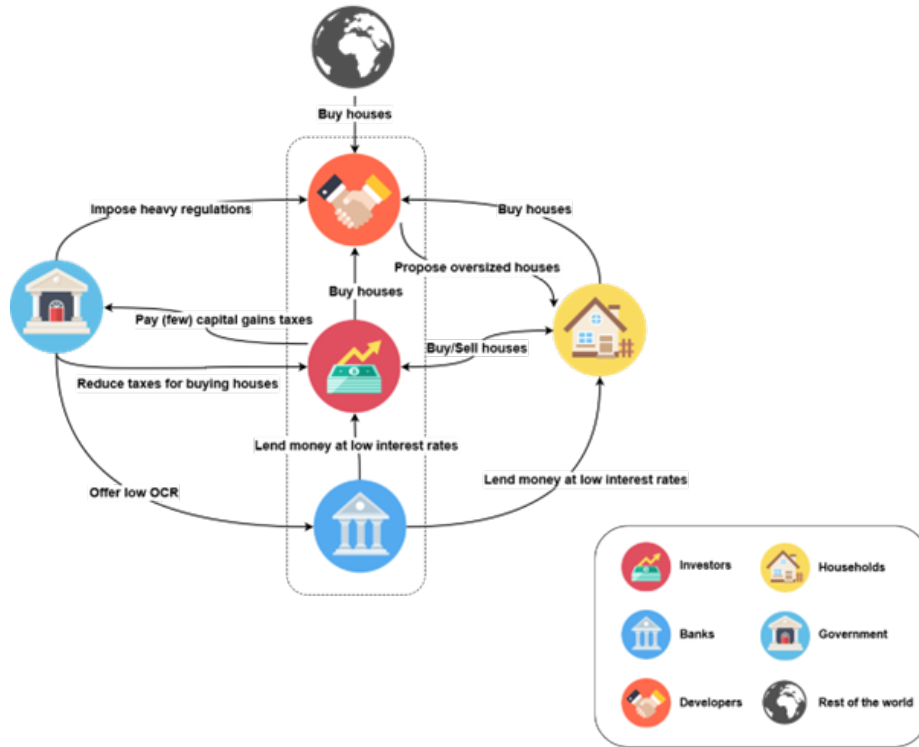 Buy houses
Impose heavy regulations
Buy houses
Propose oversized houses
Buy houses
Pay (few) capital gains taxes
Buy/Sell houses
Reduce taxes for buying houses
Lend money at low interest rates
Lend money at low interest rates
Offer low OCR
Investors
Households
Banks
Government
Developers
Rest of the world